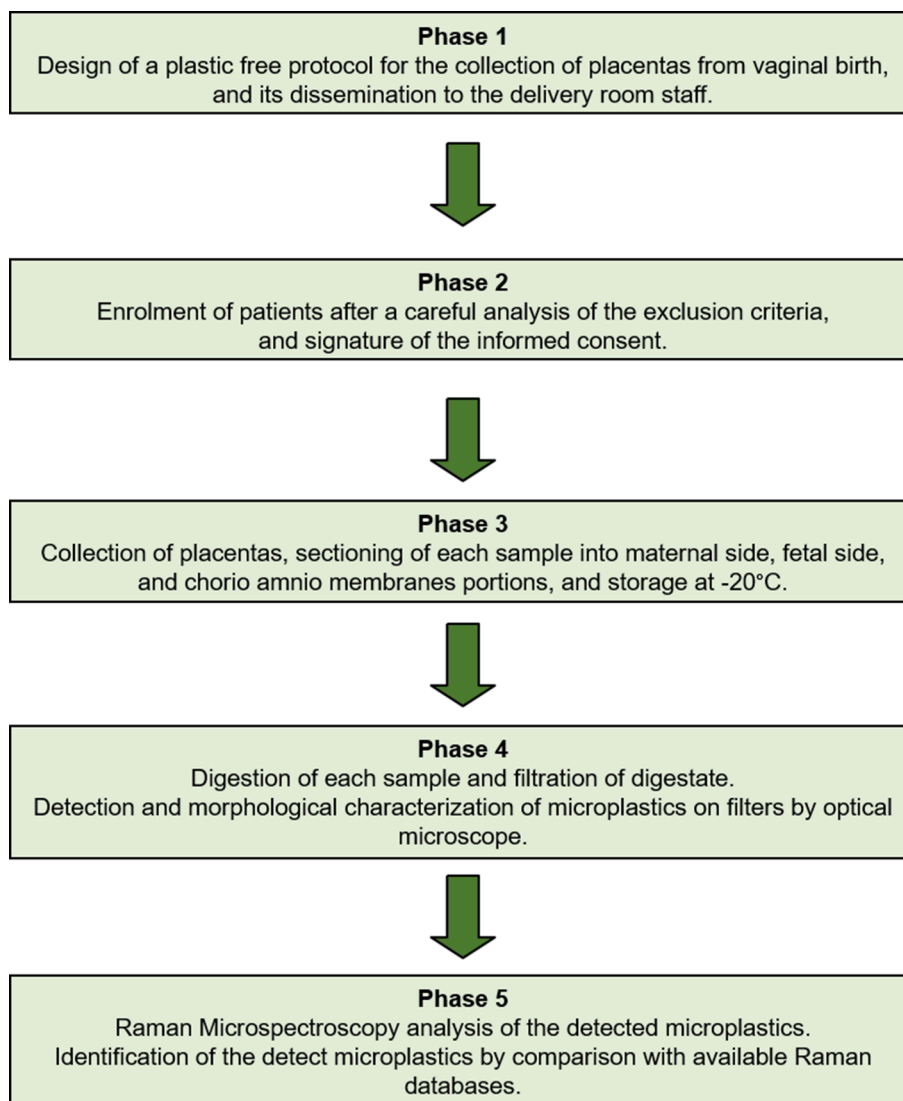 Phase 1
Design of a plastic free protocol for the collection of placentas from vaginal birth,
and its dissemination to the delivery room staff.
Phase 2
Enrolment of patients after a careful analysis of the exclusion criteria,
and signature of the informed consent.
Phase 3
Collection of placentas, sectioning of each sample into maternal side, fetal side,
and chorio amnio membranes portions, and storage at -20°C.
Phase 4
Digestion of each sample and filtration of digestate.
Detection and morphological characterization of microplastics on filters by optical
microscope.
Phase 5
Raman Microspectroscopy analysis of the detected microplastics.
Identification of the detect microplastics by comparison with available Raman
databases.